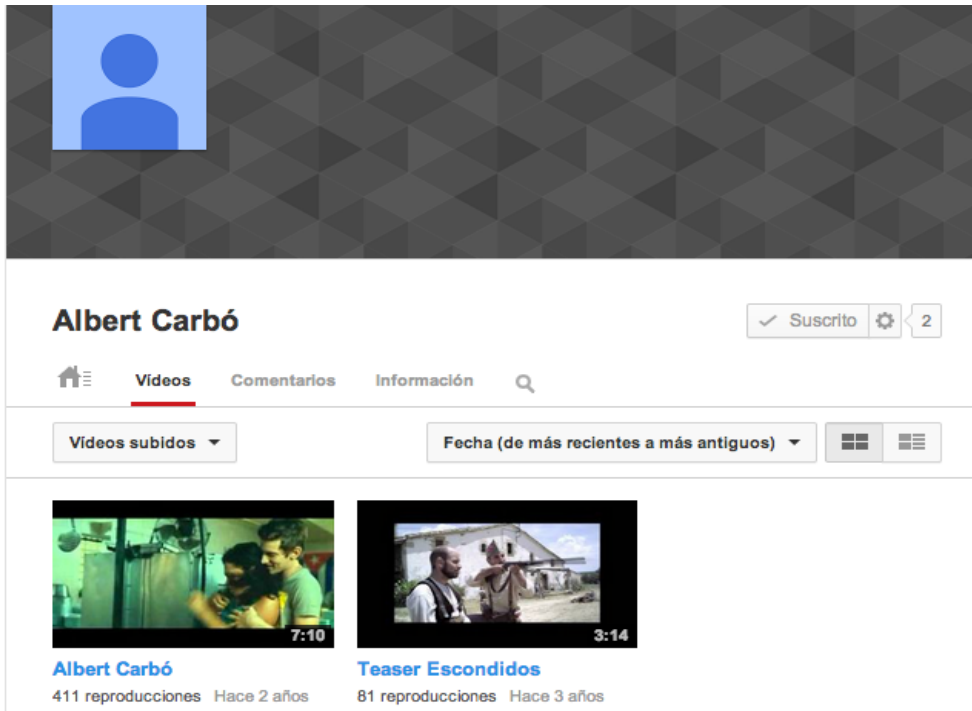 Albert Carbó
Suscrito 2
Vídeos Comentarios Información
Vídeos subidos Fecha (de más recientes a más antiguos)
7:10 3:14
Albert Carbó Teaser Escondidos
411 reproducciones Hace 2 años 81 reproducciones Hace 3 años